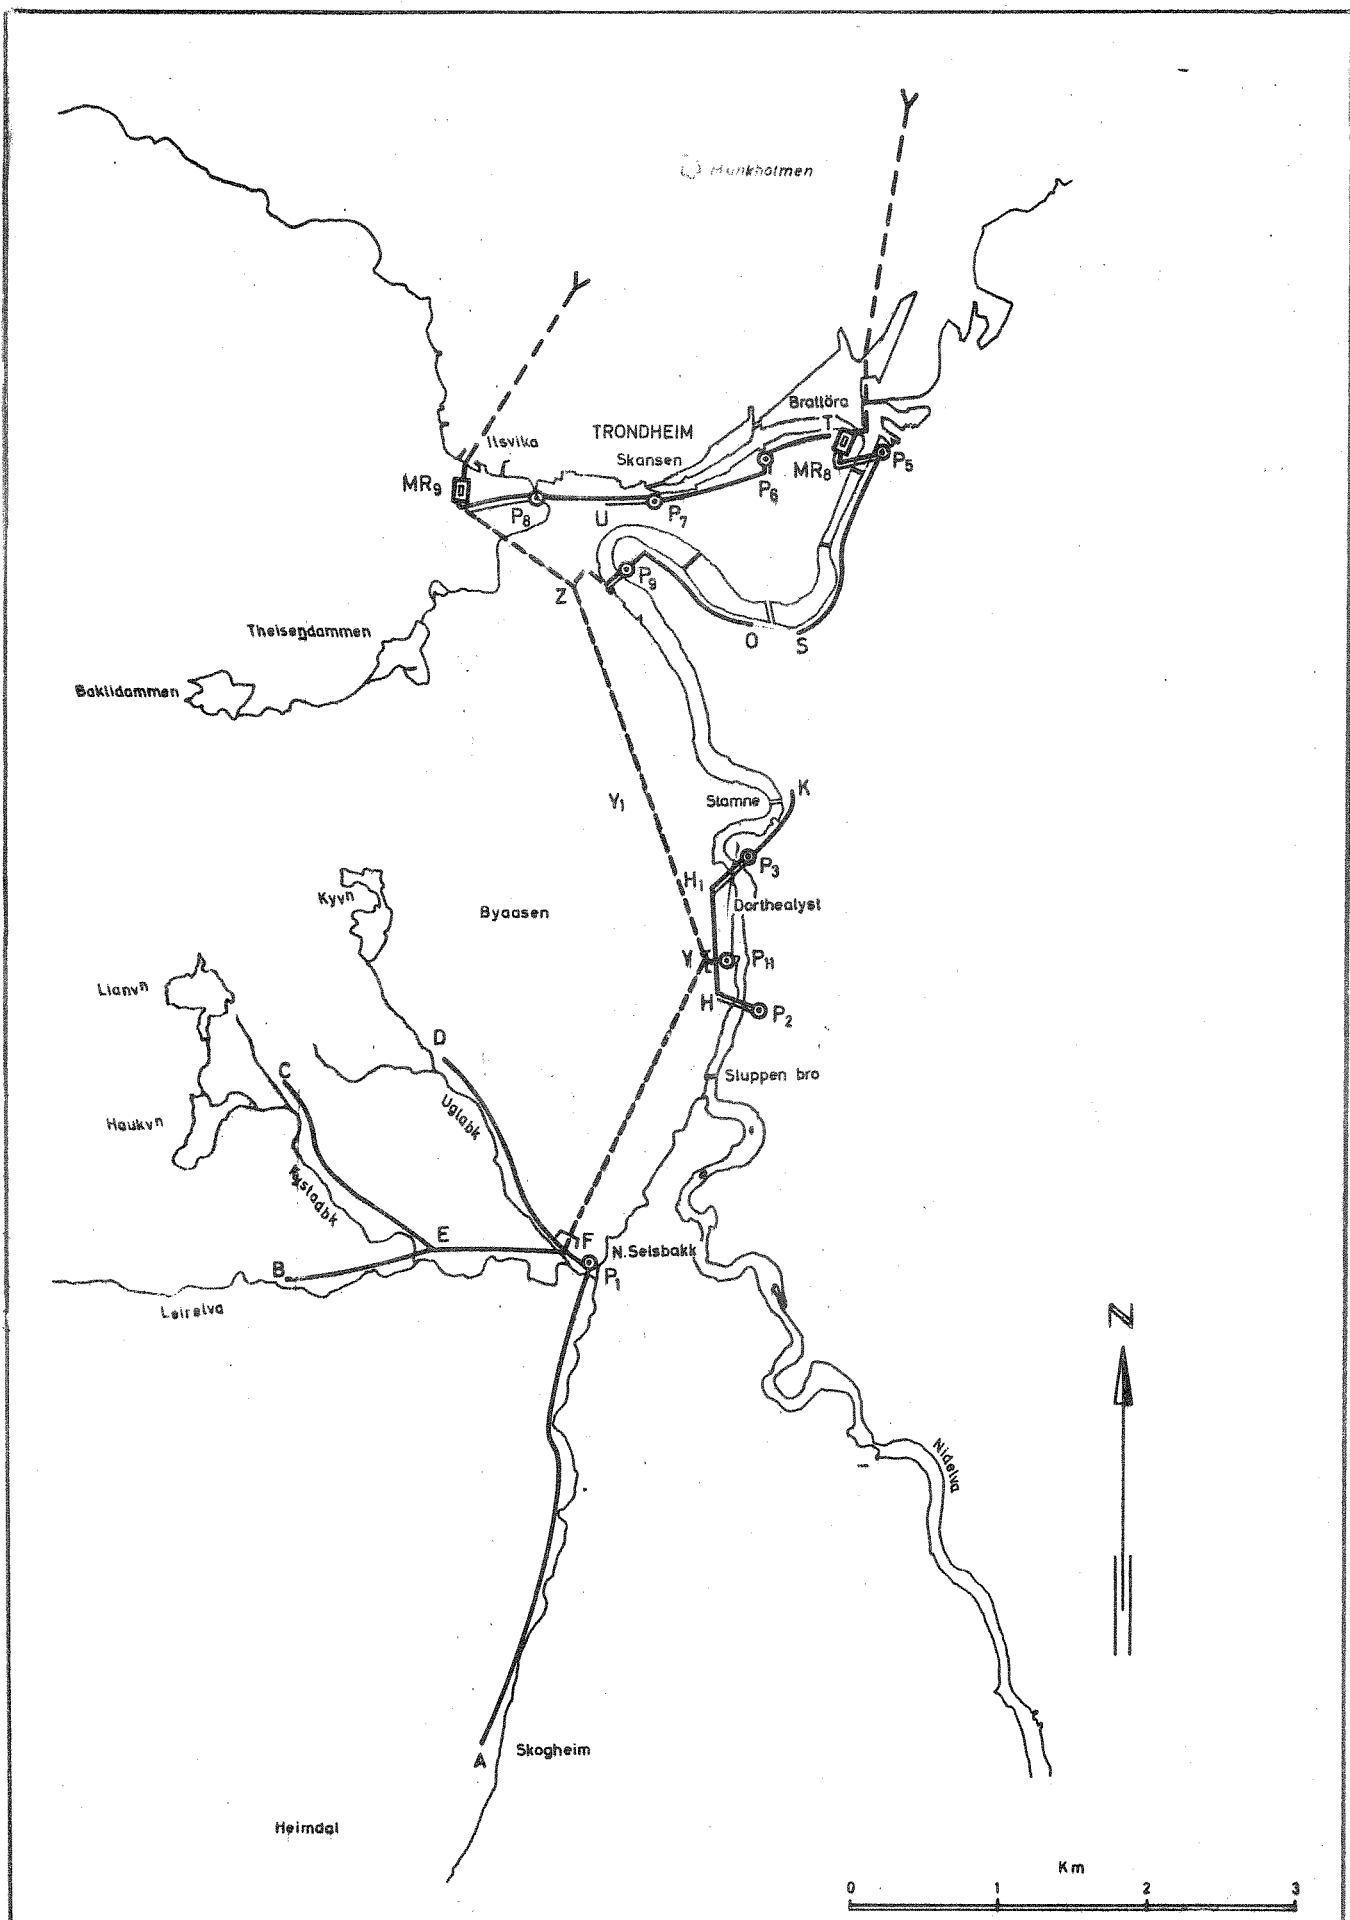 Munkholmen
Brattöra
T
Ilsvika
TRONDHEIM
Skansen
MR8
P5
MR9
P6
P8
U
P7
P9
Z
Theisendammen
O
S
Baklidammen
K
Y1
Stamne
P3
H1
Kyvn
Dorthealyst
Byaasen
Y
P11
Lianvn
H
P2
D
C
Sluppen bro
Uglabk
Haukvn
Kystadbk
E
F
N.Selsbakk
B
P1
Leirelva
N
Nidelva
A
Skogheim
Heimdal
Km
0 1 2 3